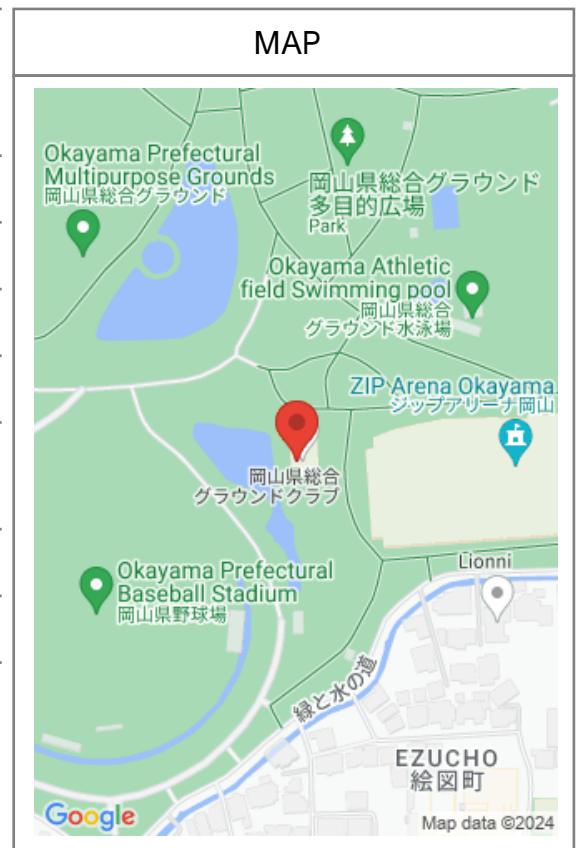 MAP
Okayama Prefectural
Multipurpose Grounds
岡山県総合グラウンド
岡山県総合グラウンド
多目的広場
Park
Okayama Athletic
field Swimming pool
岡山県総合
グラウンド水泳場
ZIP Arena Okayama
ジップアリーナ岡山
岡山県総合
グラウンドクラブ
Okayama Prefectural
Baseball Stadium
岡山県野球場
Lionni
緑と水の道
EZUCHO
絵図町
Google
Map data ©2024